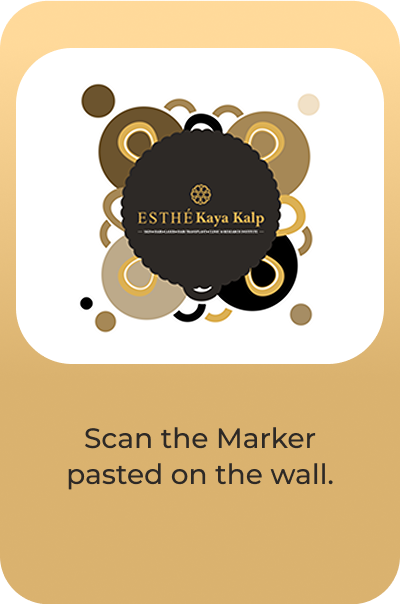 ESTHÉ Kaya Kalp
Scan the Marker
pasted on the wall.